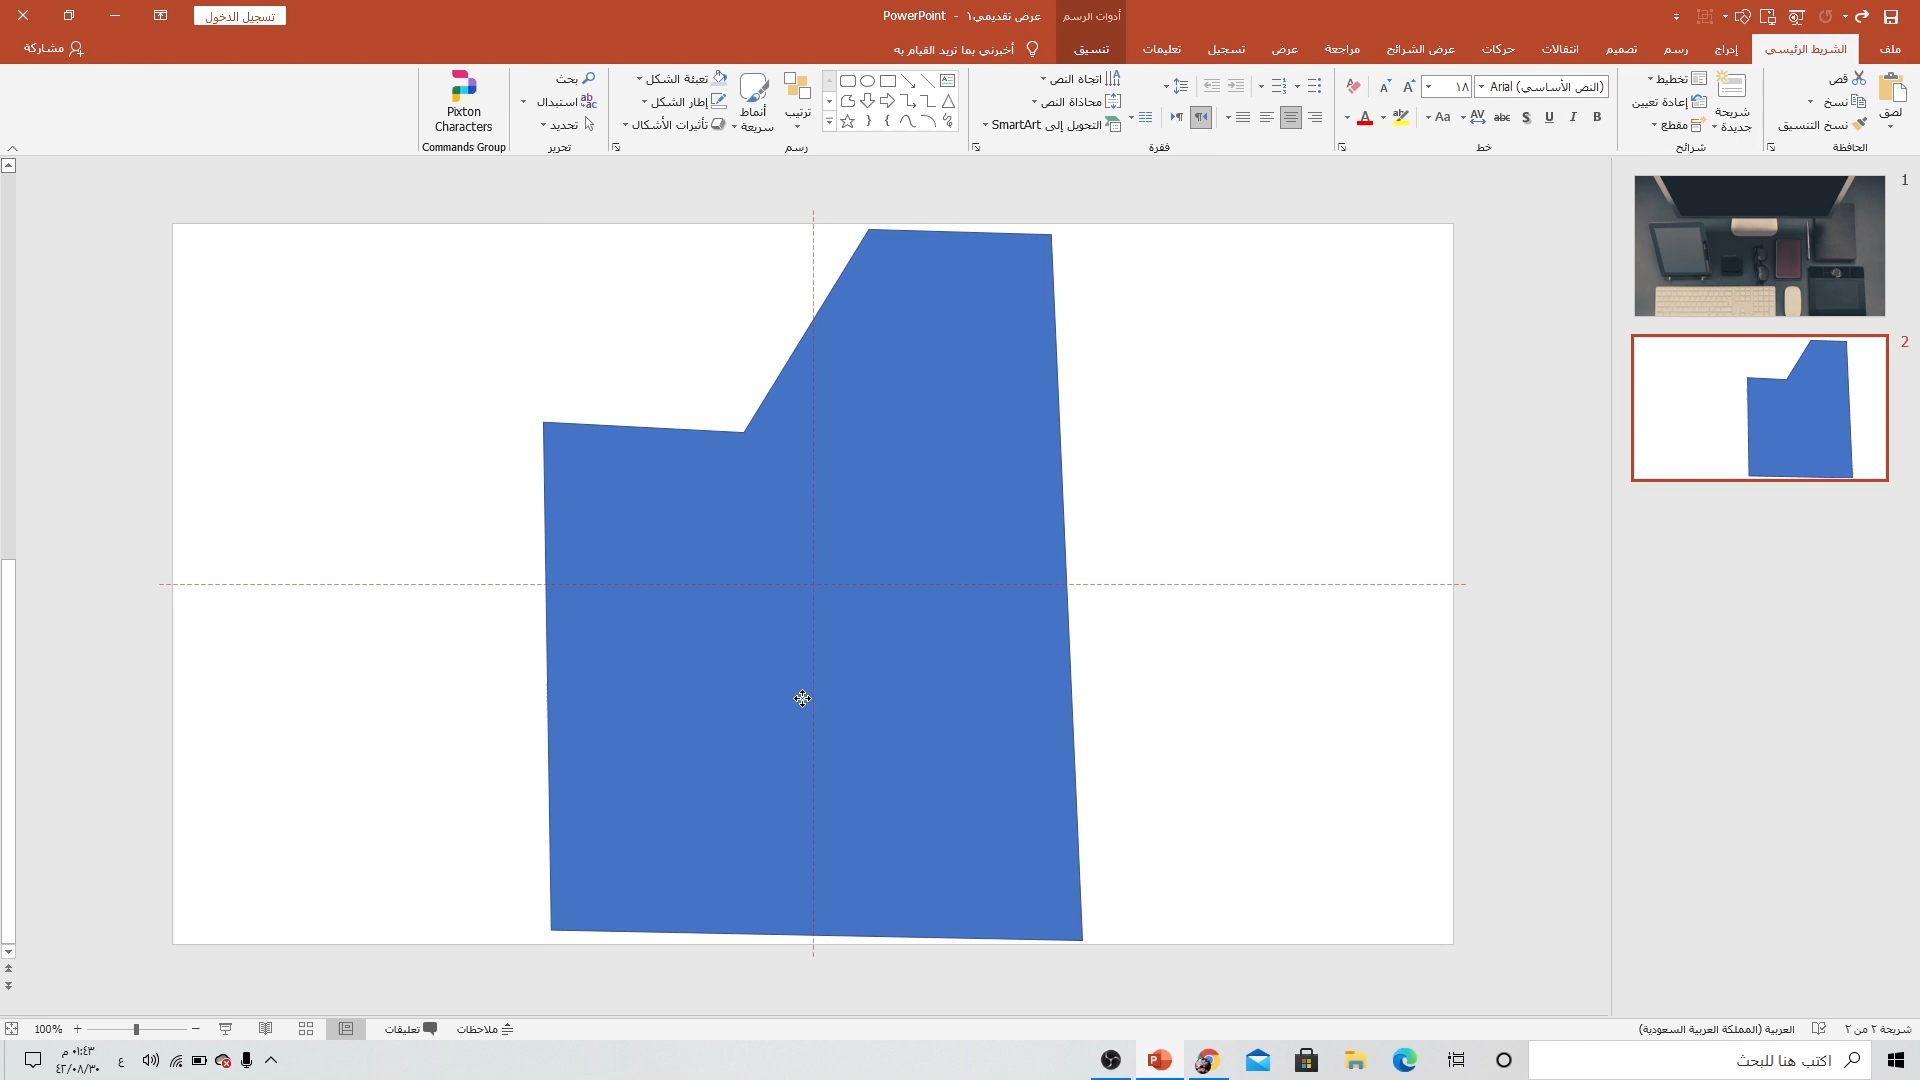 أدوات الرسم
عرض تقديمي١ - PowerPoint
تسجيل الدخول
ملف
الشريط الرئيسي
إدراج
رسم
تصميم
انتقالات
حركات
عرض الشرائح
مراجعة
عرض
تسجيل
تعليمات
تنسيق
أخبرني بما تريد القيام به
مشاركة
لصق
قص
نسخ
نسخ التنسيق
الحافظة
شريحة
جديدة
تخطيط
إعادة تعيين
مقطع
شرائح
Arial (النص الأساسي)
١٨
B I U S abc AV Aa
خط
اتجاه النص
محاذاة النص
التحويل إلى SmartArt
فقرة
ترتيب
أنماط
سريعة
تعبئة الشكل
إطار الشكل
تأثيرات الأشكال
رسم
بحث
استبدال
تحديد
تحرير
Pixton
Characters
Commands Group
1
2
شريحة ٢ من ٢
العربية (المملكة العربية السعودية)
ملاحظات
تعليقات
100%
اكتب هنا للبحث
ع
٠١:٤٣ م
٤٢/٠٨/٣٠